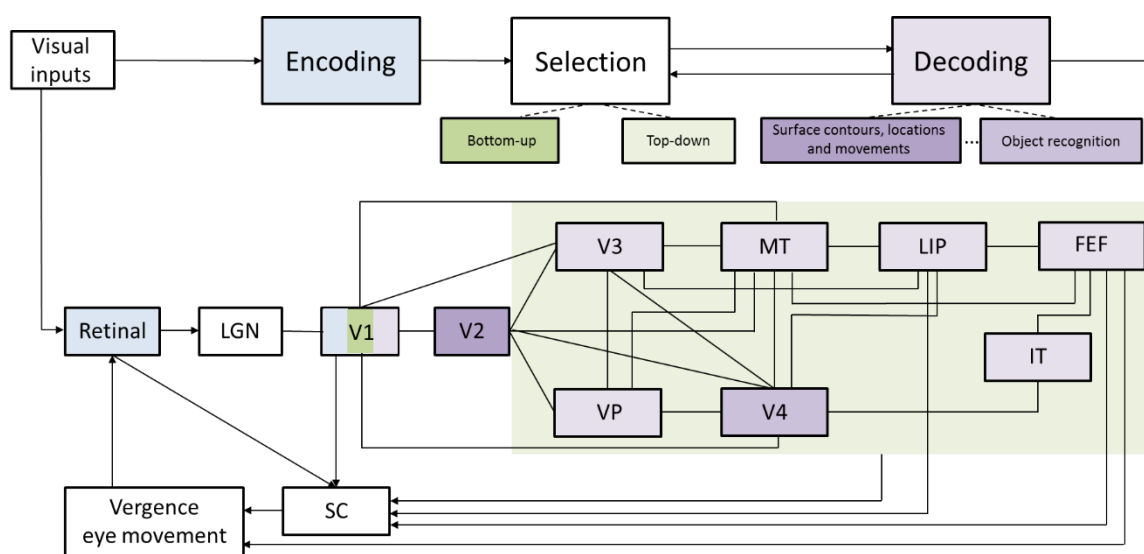 Visual
inputs
Encoding
Selection
Decoding
Bottom-up
Top-down
Surface contours, locations
and movements
...
Object recognition
V3
MT
LIP
FEF
Retinal
LGN
V1
V2
IT
VP
V4
Vergence
eye movement
SC